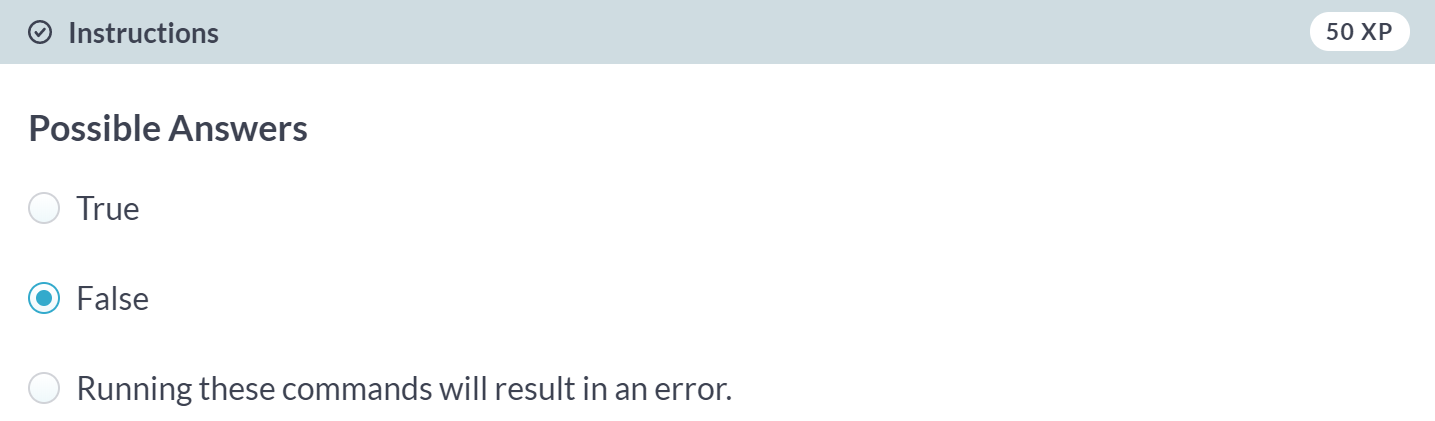 Instructions
50 XP
Possible Answers
True
False
Running these commands will result in an error.